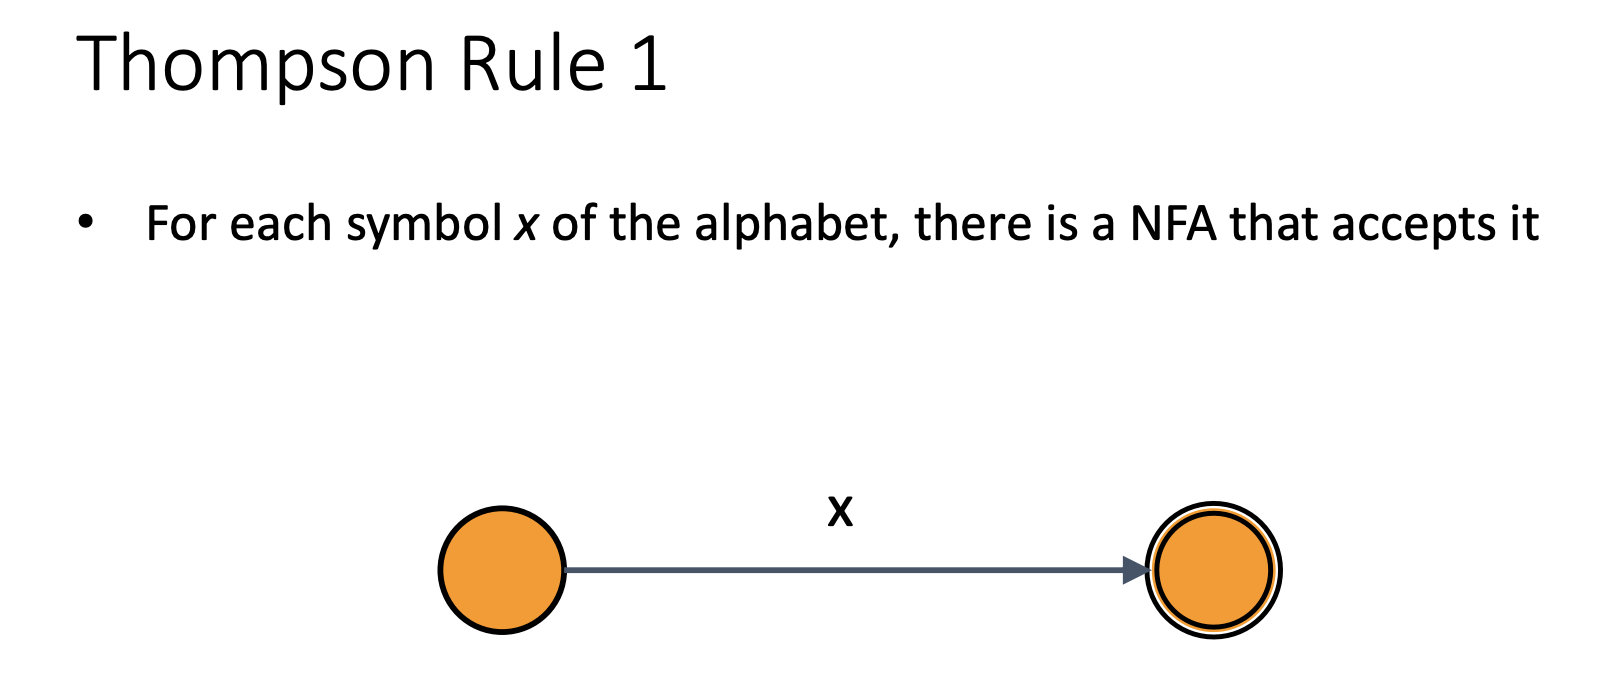 Thompson Rule 1
• For each symbol x of the alphabet, there is a NFA that accepts it
x